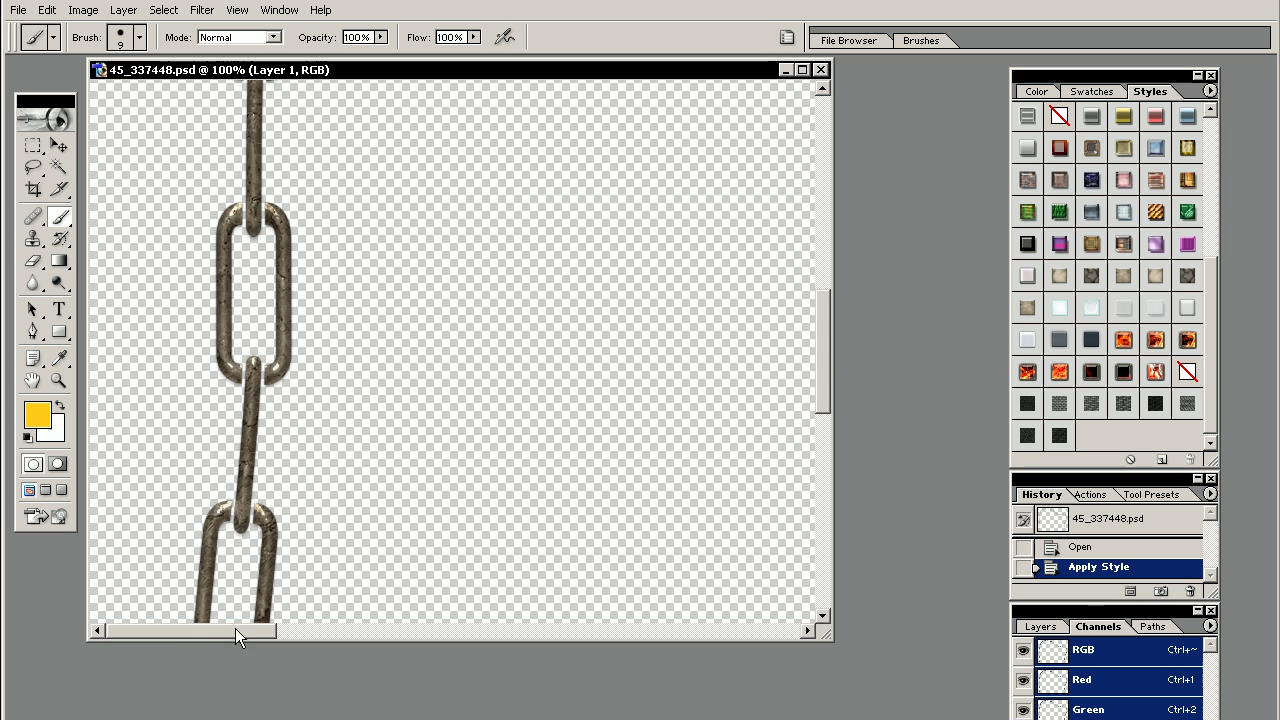 File Edit Image Layer Select Filter View Window Help
Brush: 9 Mode: Normal Opacity: 100% Flow: 100% File Browser Brushes
45_337448.psd @ 100% (Layer 1, RGB)
Color Swatches Styles
T
History Actions Tool Presets
45_337448.psd
Open
Apply Style
Layers Channels Paths
RGB Ctrl+~
Red Ctrl+1
Green Ctrl+2